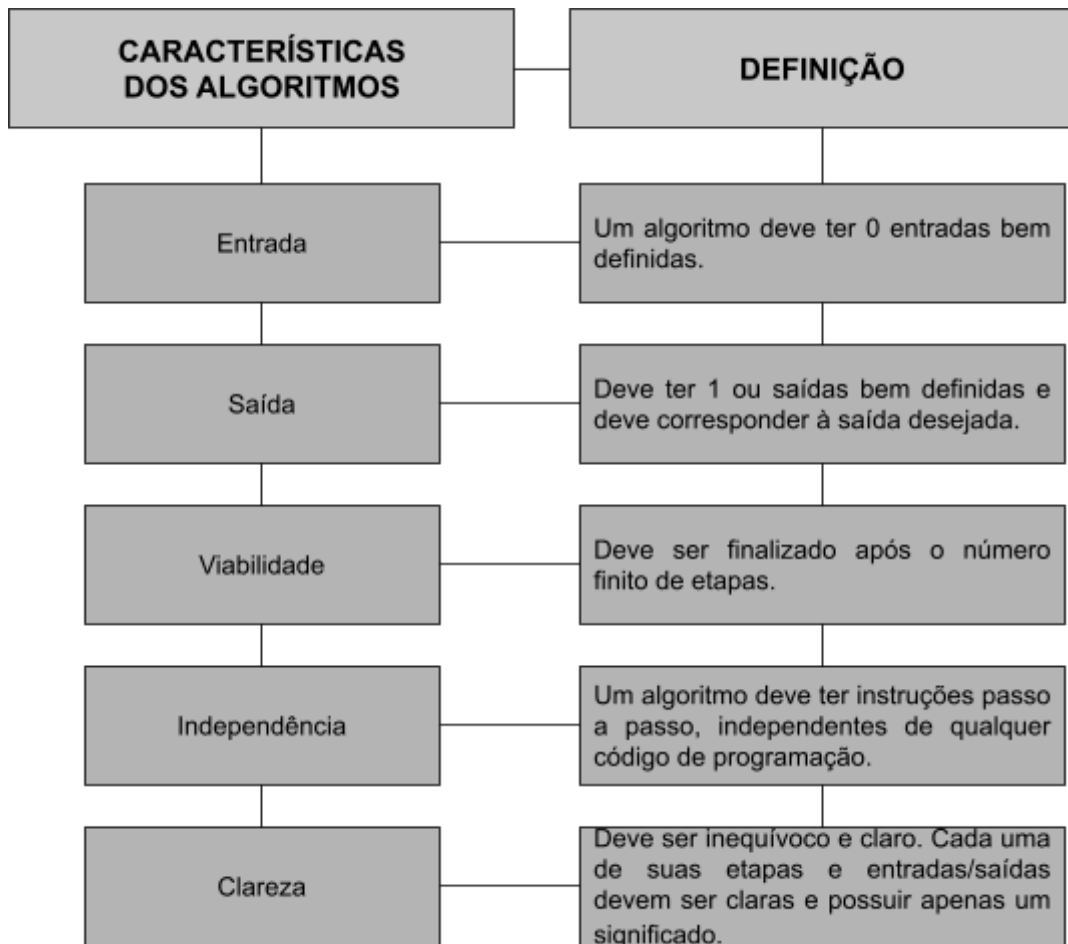 CARACTERÍSTICAS
DOS ALGORITMOS
DEFINIÇÃO
Entrada
Um algoritmo deve ter 0 entradas bem
definidas.
Saída
Deve ter 1 ou saídas bem definidas e
deve corresponder à saída desejada.
Viabilidade
Deve ser finalizado após o número
finito de etapas.
Independência
Um algoritmo deve ter instruções passo
a passo, independentes de qualquer
código de programação.
Clareza
Deve ser inequívoco e claro. Cada uma
de suas etapas e entradas/saídas
devem ser claras e possuir apenas um
significado.